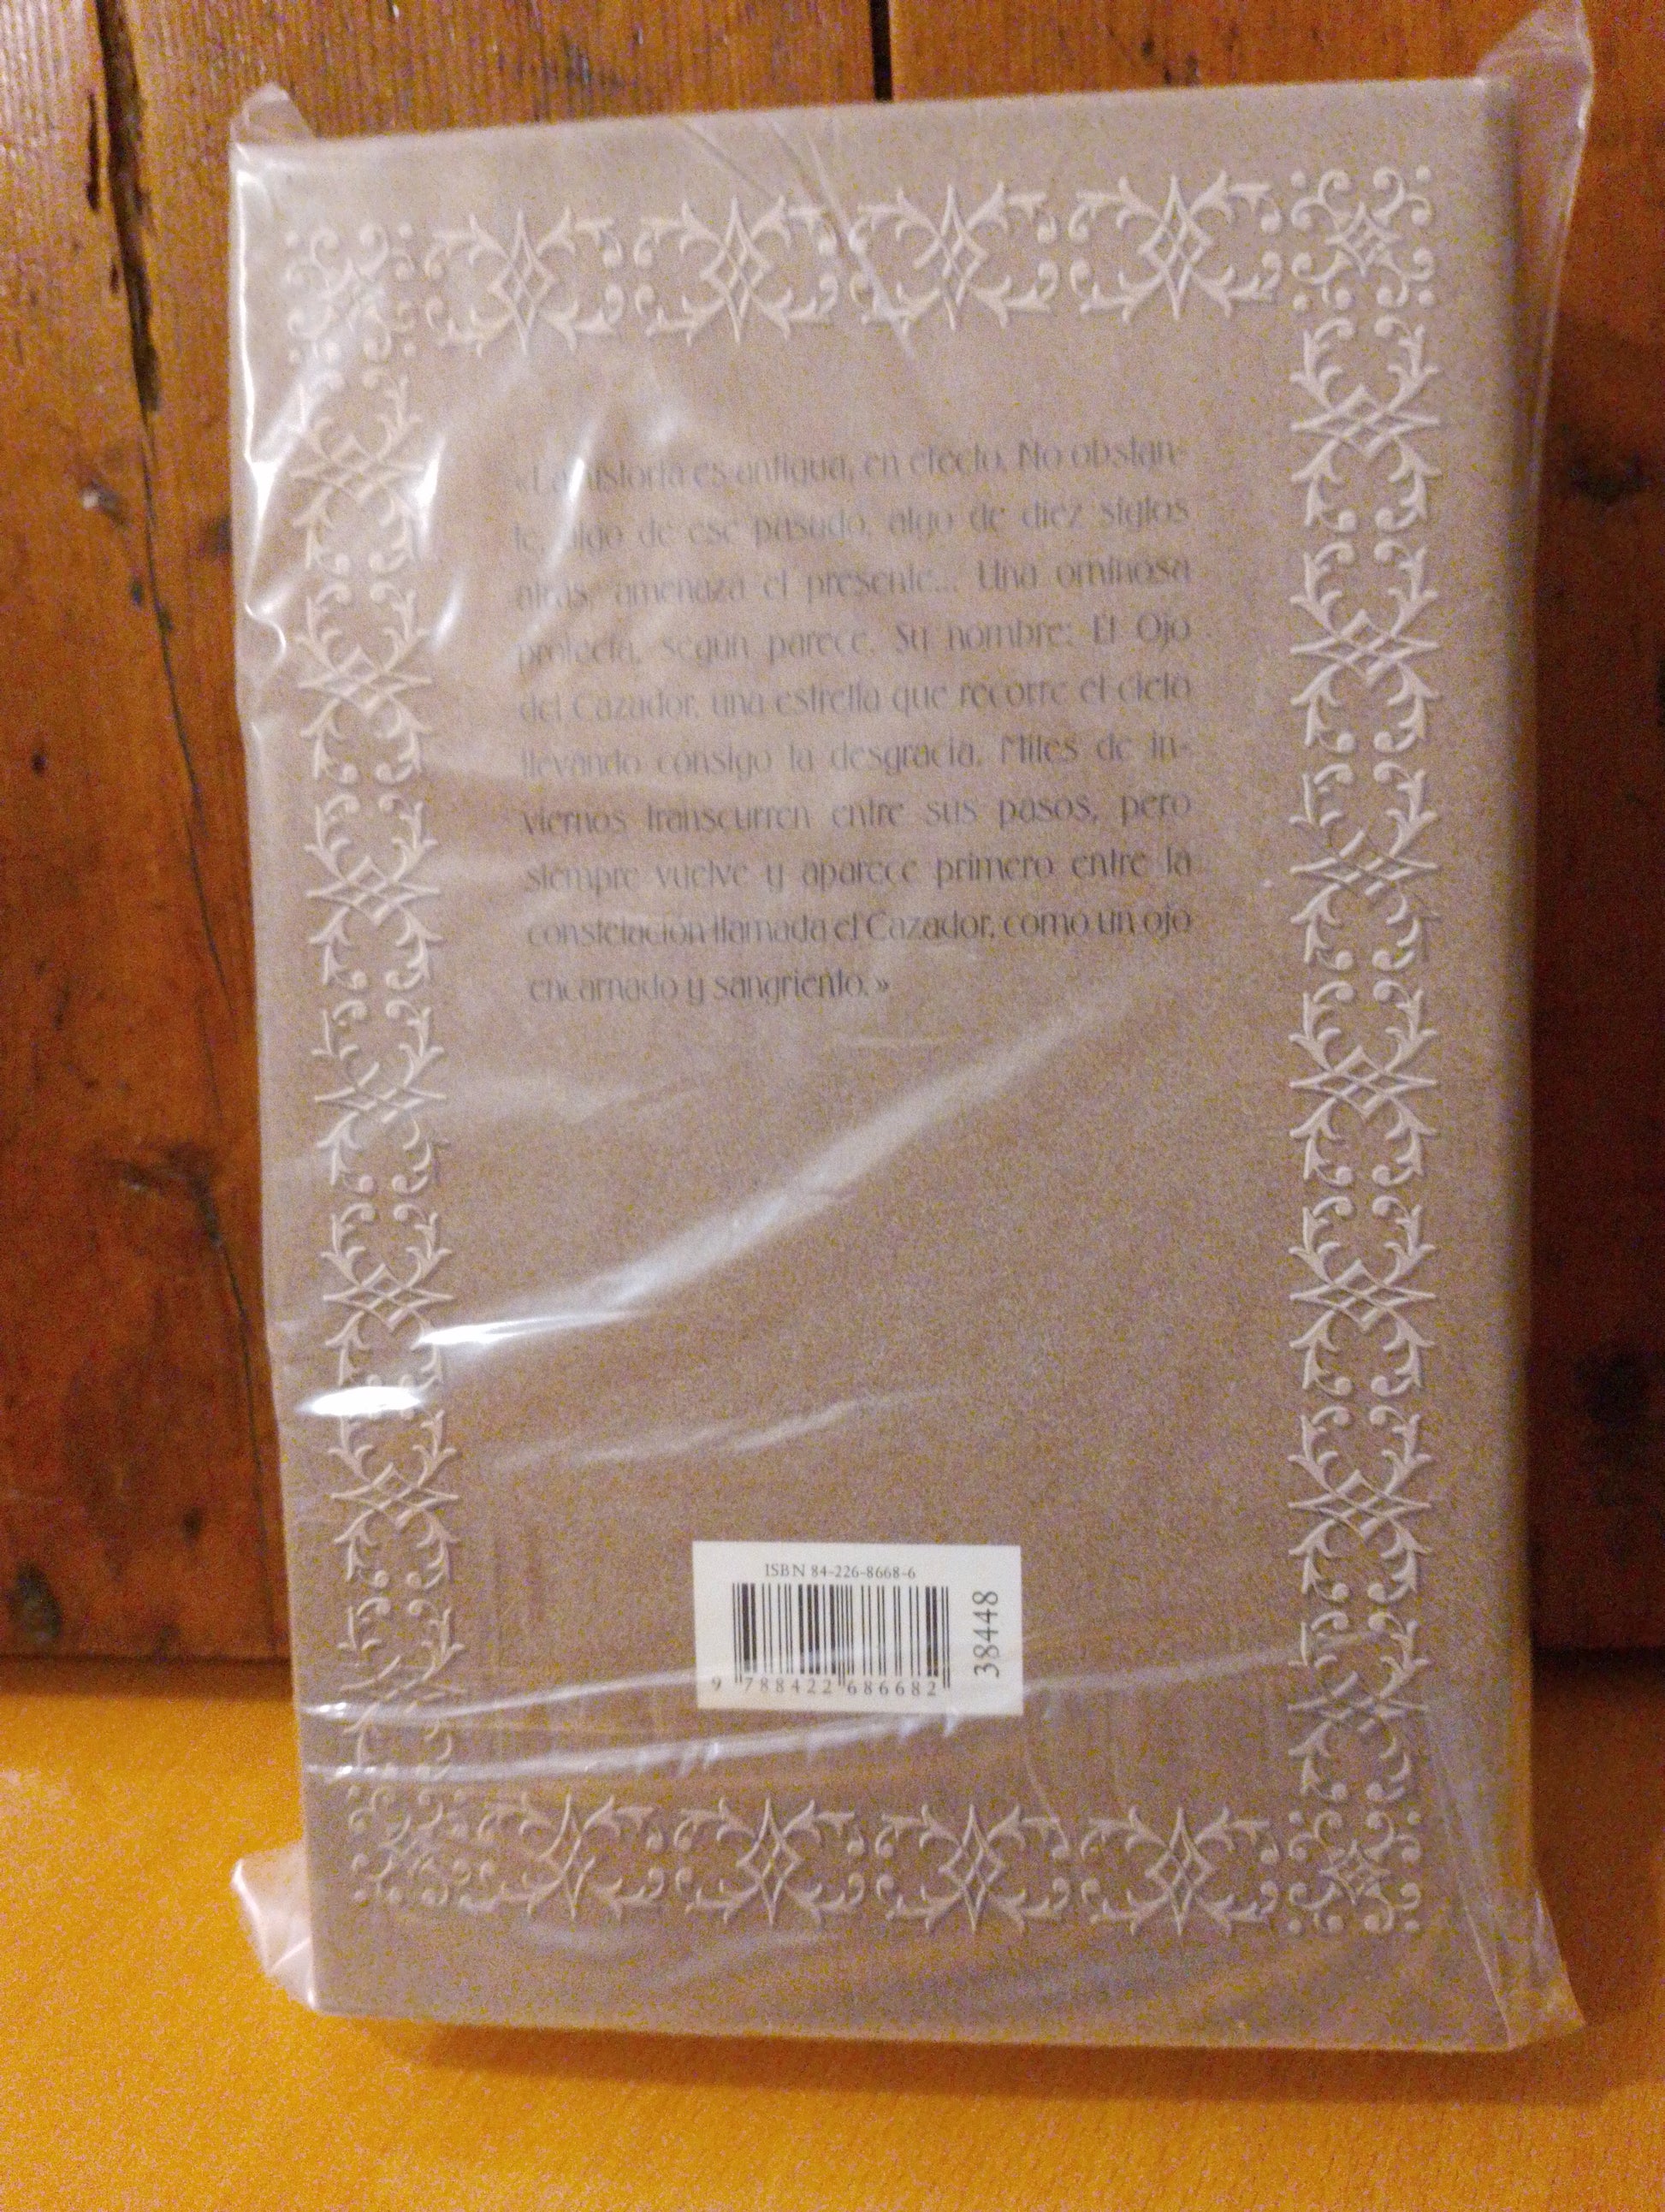 «La historia es antigua, en efecto. No obstan-
te, algo de ese pasado, algo de diez siglos
atrás, amenaza el presente... Una ominosa
profecía, según parece. Su nombre: El Ojo
del Cazador, una estrella que recorre el cielo
llevando consigo la desgracia. Miles de in-
viernos transcurren entre sus pasos, pero
siempre vuelve y aparece primero entre la
constelación llamada el Cazador, como un ojo
encarnado y sangriento.»
ISBN 84-226-8668-6
38448
9 788422 686682